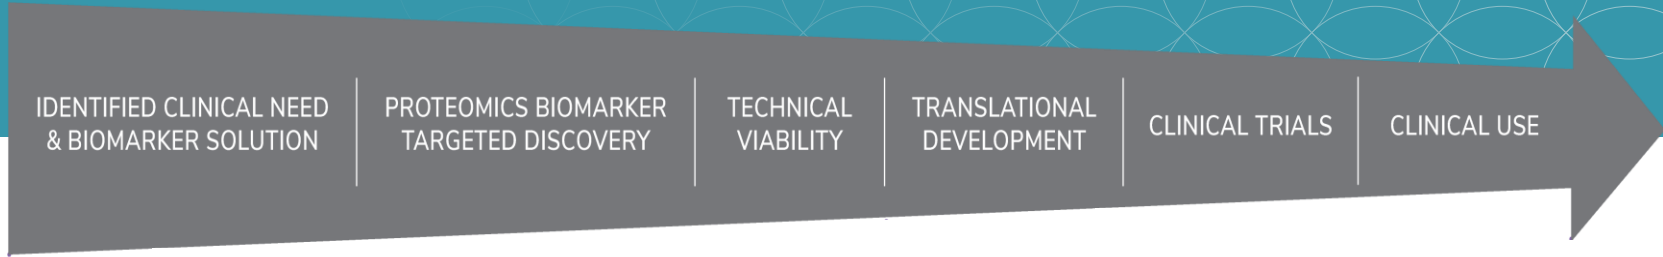 IDENTIFIED CLINICAL NEED
& BIOMARKER SOLUTION
PROTEOMICS BIOMARKER
TARGETED DISCOVERY
TECHNICAL
VIABILITY
TRANSLATIONAL
DEVELOPMENT
CLINICAL TRIALS
CLINICAL USE